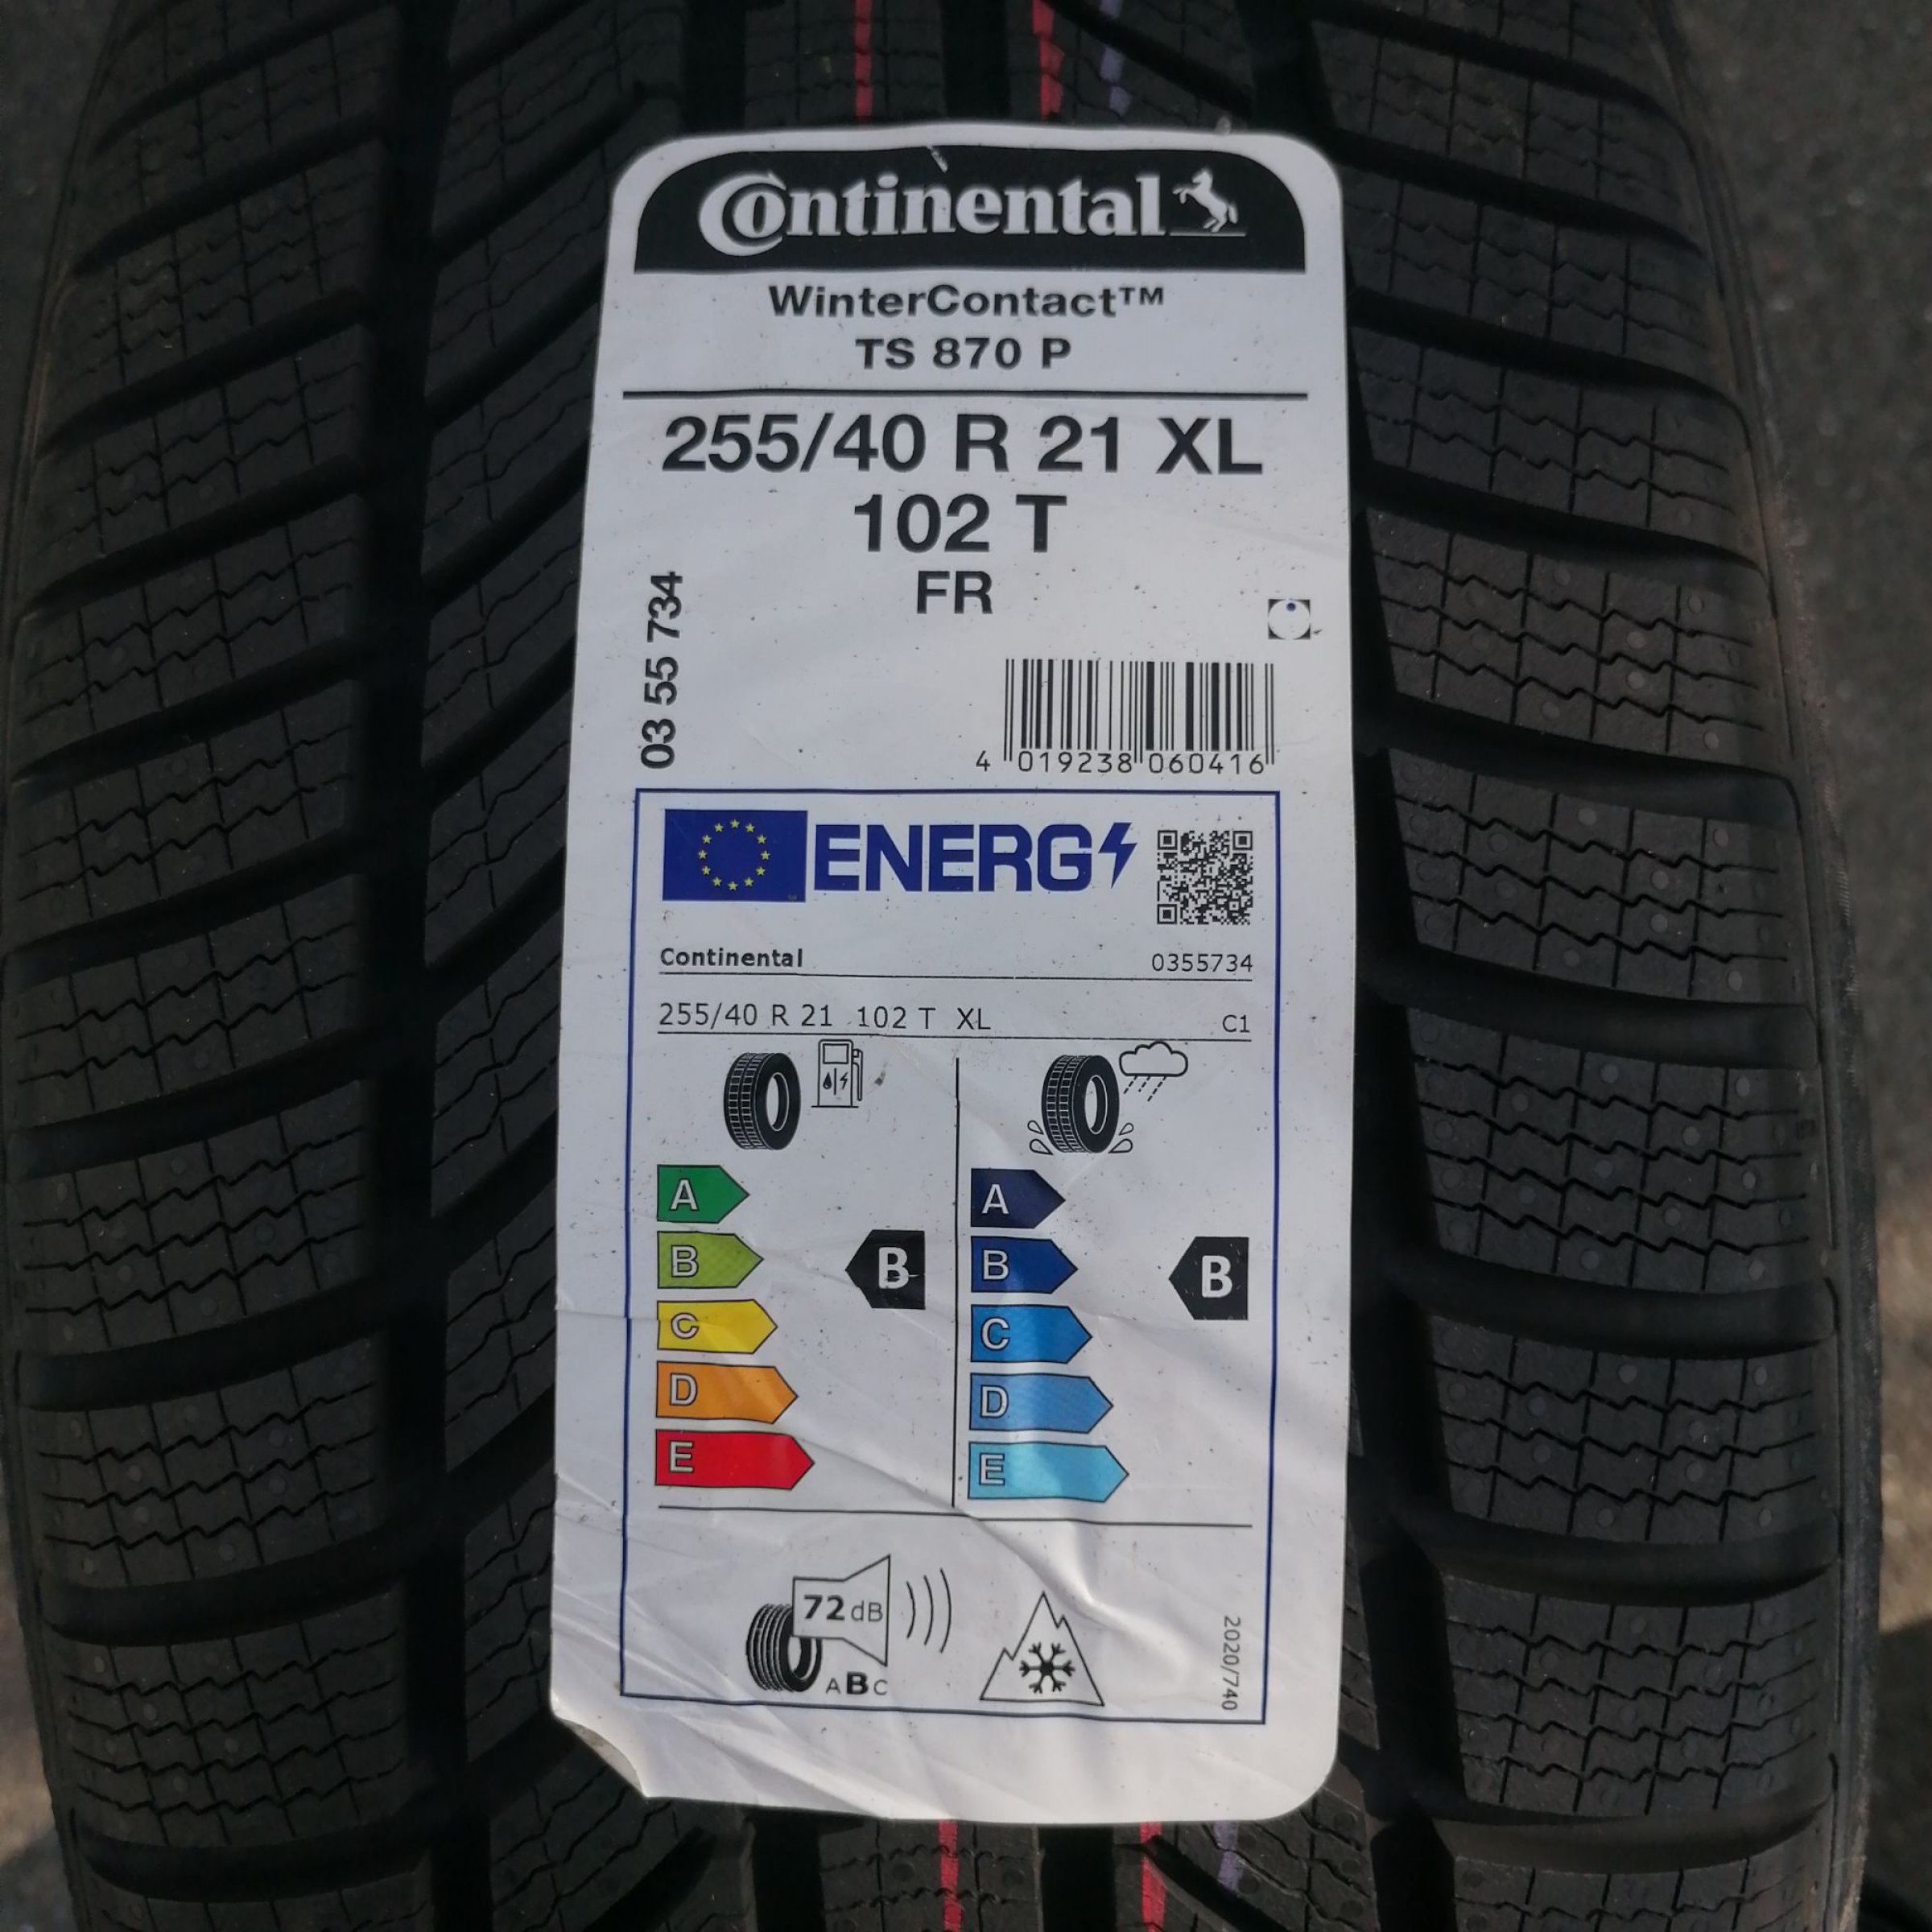 Continental
WinterContact™
TS 870 P
255/40 R 21 XL
102 T
FR
03 55 734
4 019238 060416
ENERG
Continental 0355734
255/40 R 21 102 T XL C1
A A
B B B B
C C
D D
E E
72 dB
ABC
2020/740